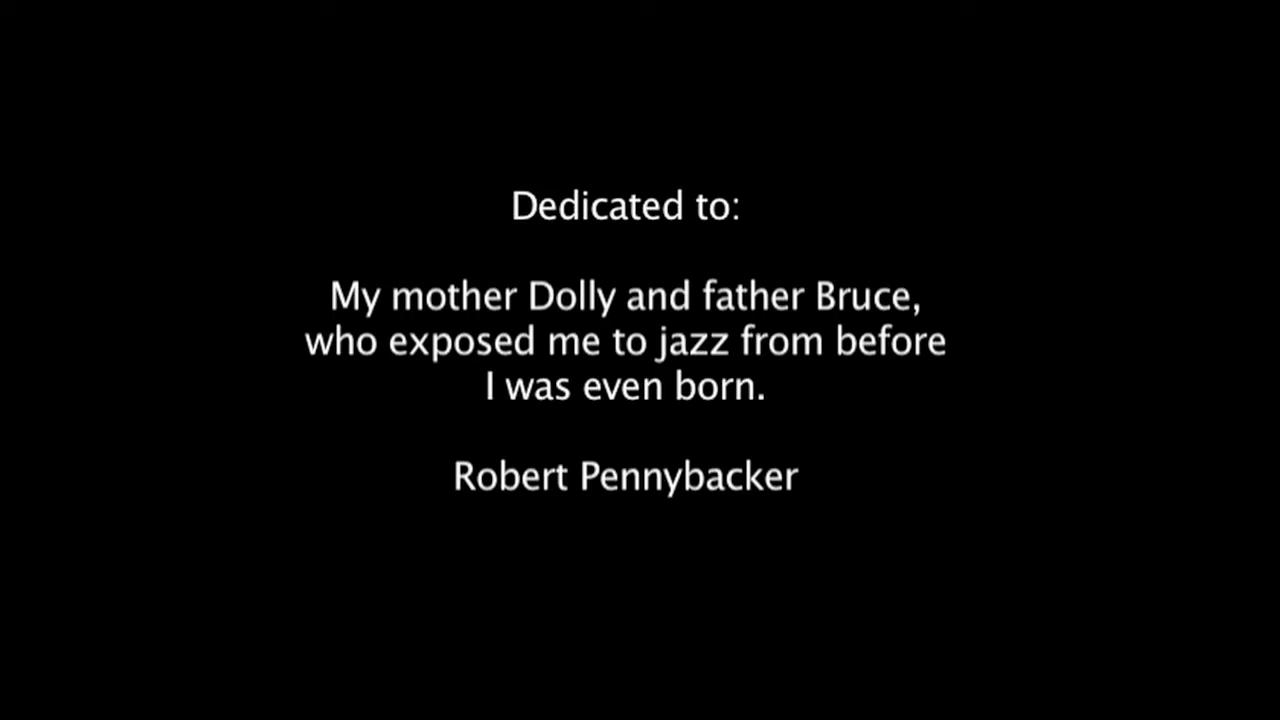 Dedicated to:
My mother Dolly and father Bruce,
who exposed me to jazz from before
I was even born.
Robert Pennybacker